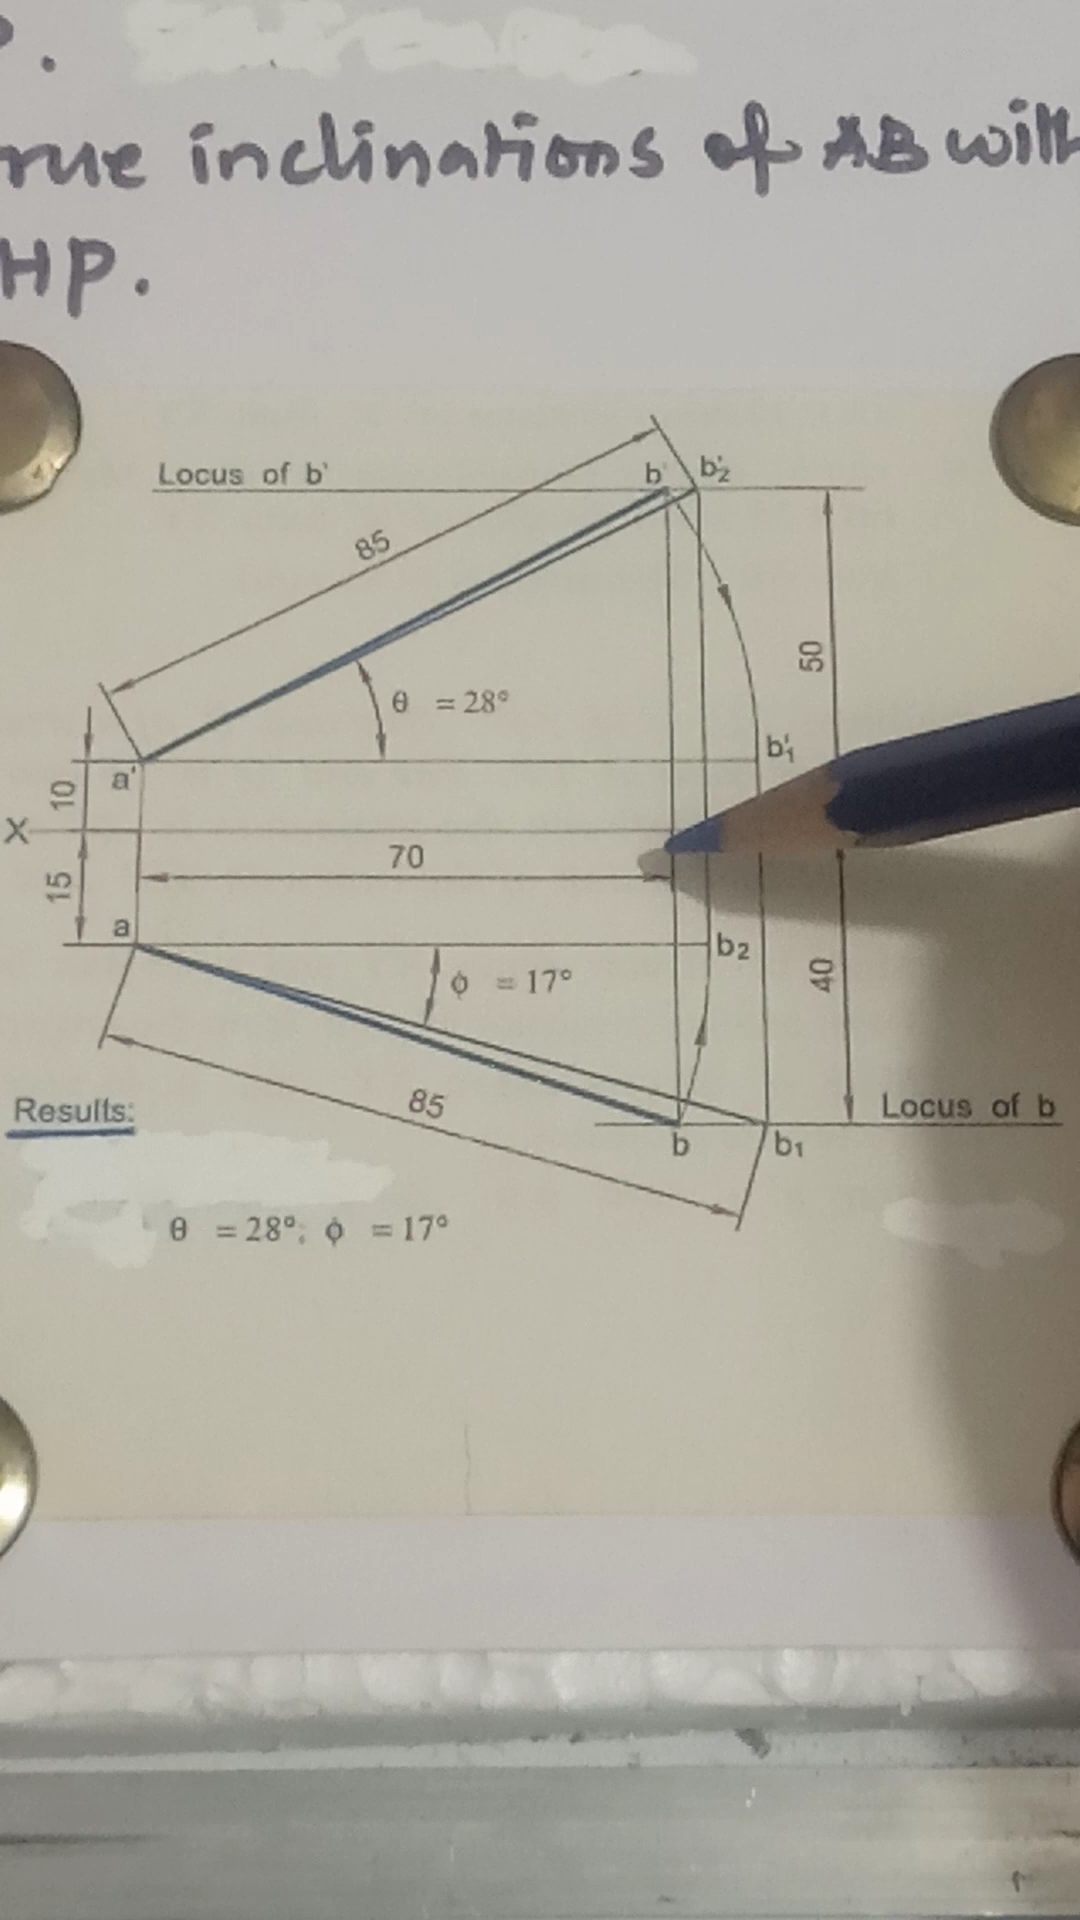 P.
rue inclinations of AB with
HP.
Locus of b'
b' b'2
85
50
θ = 28°
b'1
a'
10
X
70
15
a
b2
ϕ = 17°
40
85
Locus of b
Results:
b b1
θ = 28°; ϕ = 17°